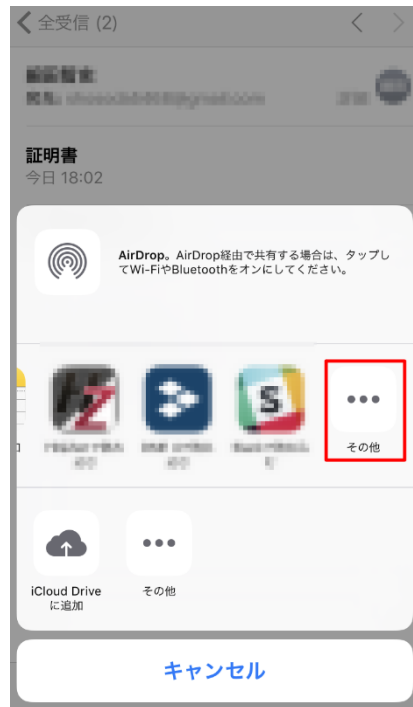 全受信 (2)
証明書
今日 18:02
AirDrop。AirDrop経由で共有する場合は、タップし
てWi-FiやBluetoothをオンにしてください。
その他
iCloud Drive
に追加
その他
キャンセル